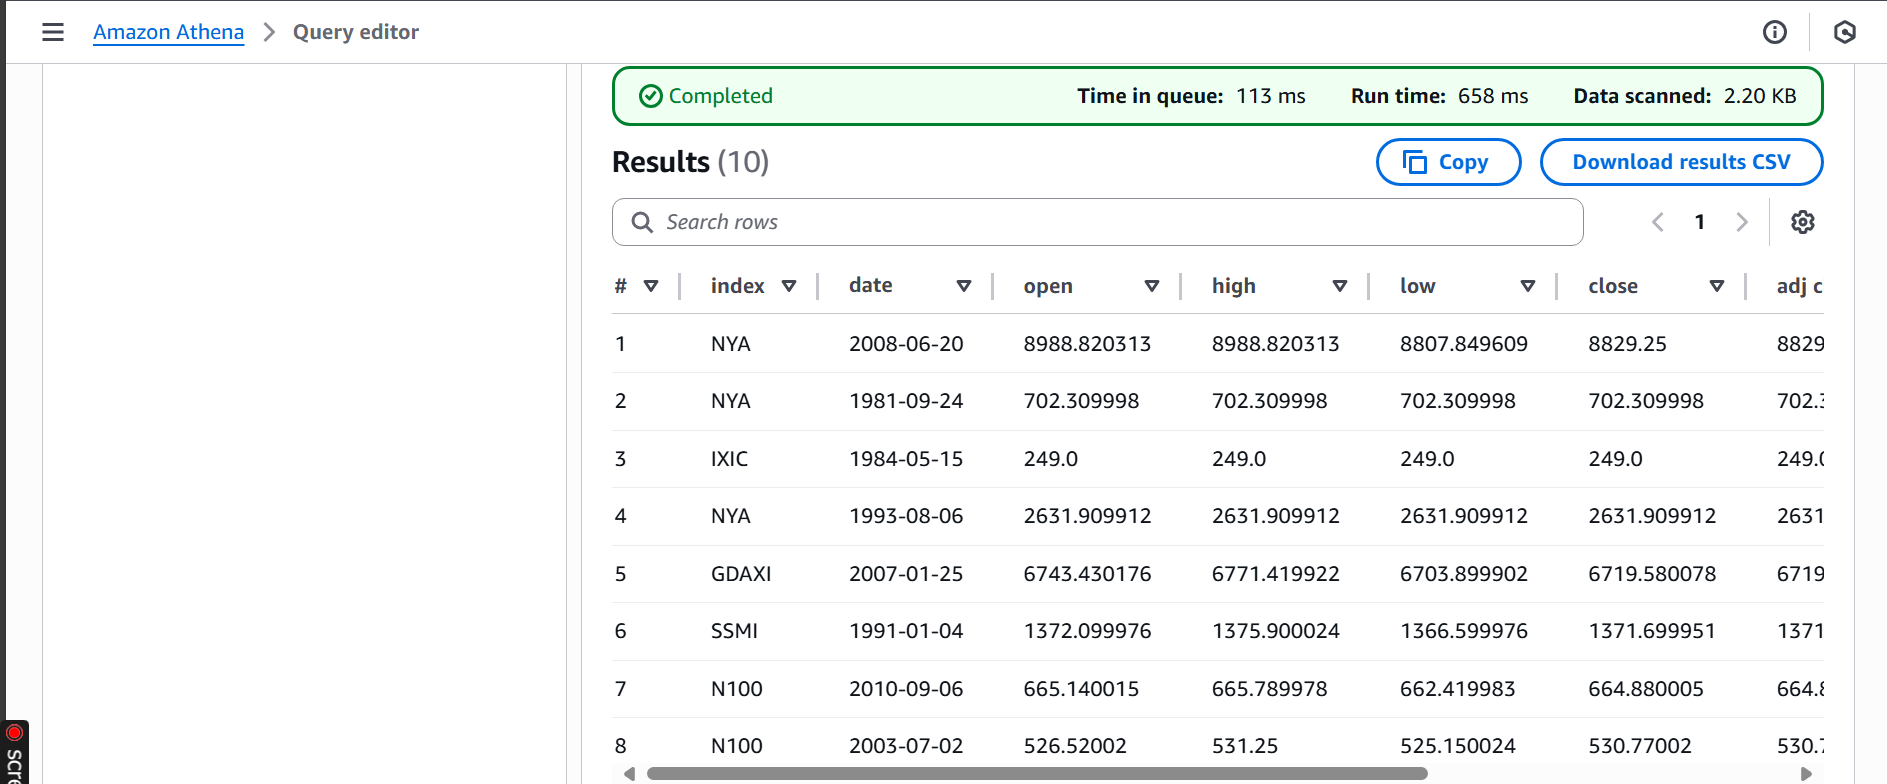 Amazon Athena > Query editor
Completed Time in queue: 113 ms Run time: 658 ms Data scanned: 2.20 KB
Results (10) Copy Download results CSV
Search rows 1
# index date open high low close adj c
1 NYA 2008-06-20 8988.820313 8988.820313 8807.849609 8829.25 8829
2 NYA 1981-09-24 702.309998 702.309998 702.309998 702.309998 702.3
3 IXIC 1984-05-15 249.0 249.0 249.0 249.0 249.0
4 NYA 1993-08-06 2631.909912 2631.909912 2631.909912 2631.909912 2631
5 GDAXI 2007-01-25 6743.430176 6771.419922 6703.899902 6719.580078 6719
6 SSMI 1991-01-04 1372.099976 1375.900024 1366.599976 1371.699951 1371
7 N100 2010-09-06 665.140015 665.789978 662.419983 664.880005 664.8
8 N100 2003-07-02 526.52002 531.25 525.150024 530.77002 530.7
scre